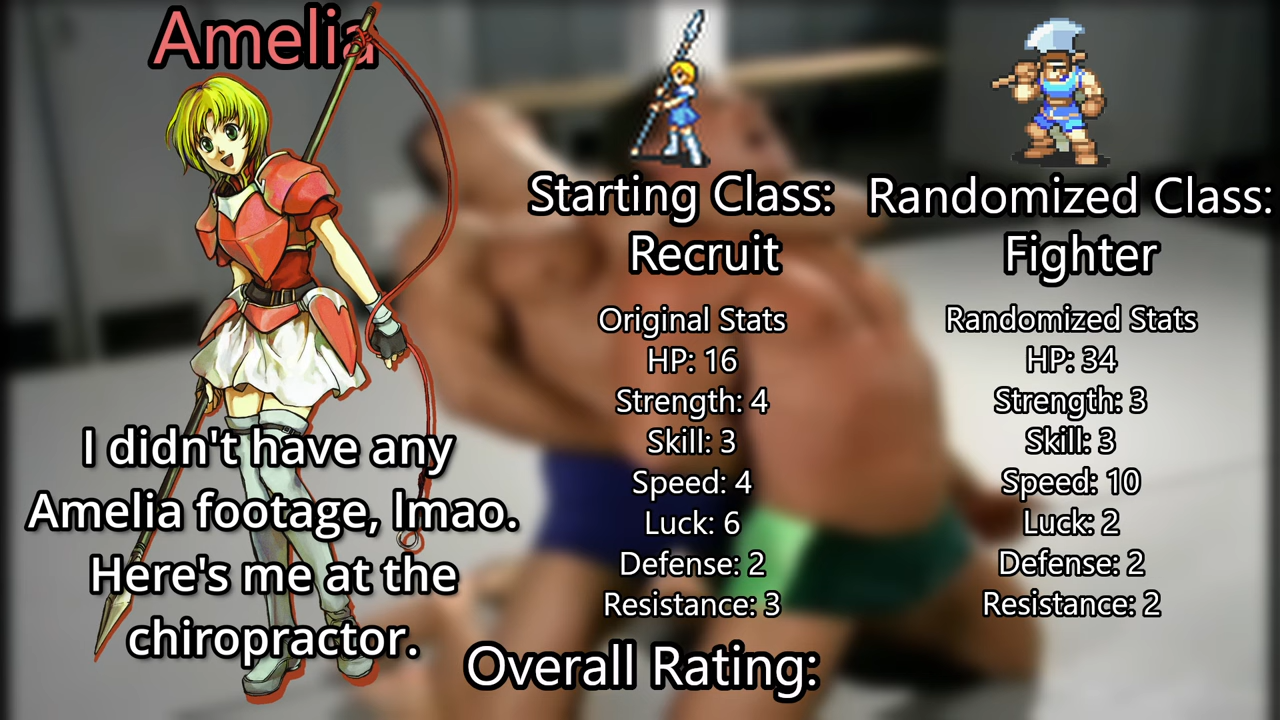 Amelia
I didn't have any
Amelia footage, lmao.
Here's me at the
chiropractor.
Starting Class:
Recruit
Original Stats
HP: 16
Strength: 4
Skill: 3
Speed: 4
Luck: 6
Defense: 2
Resistance: 3
Randomized Class:
Fighter
Randomized Stats
HP: 34
Strength: 3
Skill: 3
Speed: 10
Luck: 2
Defense: 2
Resistance: 2
Overall Rating: